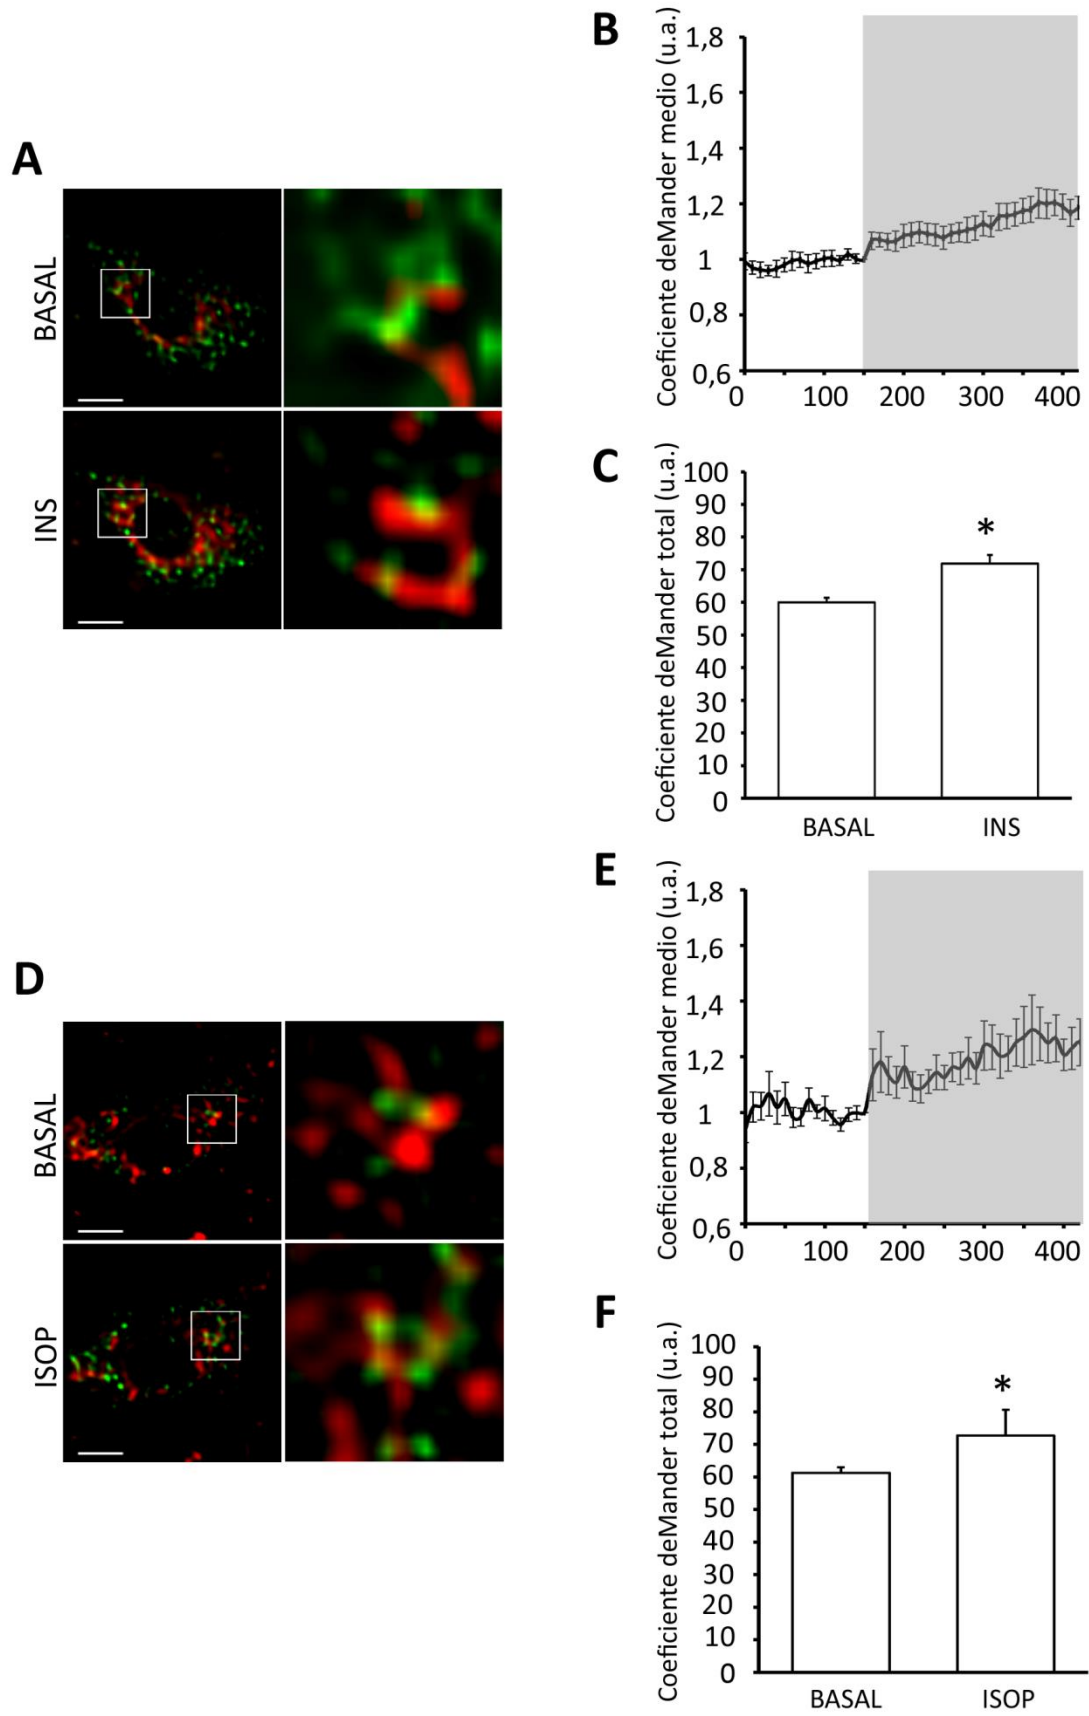 A
BASAL
INS
B
Coeficiente deMander medio (u.a.)
1,8
1,6
1,4
1,2
1
0,8
0,6
0 100 200 300 400
C
Coeficiente deMander total (u.a.)
100
90
80
70
60
50
40
30
20
10
0
*
BASAL INS
D
BASAL
ISOP
E
Coeficiente deMander medio (u.a.)
1,8
1,6
1,4
1,2
1
0,8
0,6
0 100 200 300 400
F
Coeficiente deMander total (u.a.)
100
90
80
70
60
50
40
30
20
10
0
*
BASAL ISOP